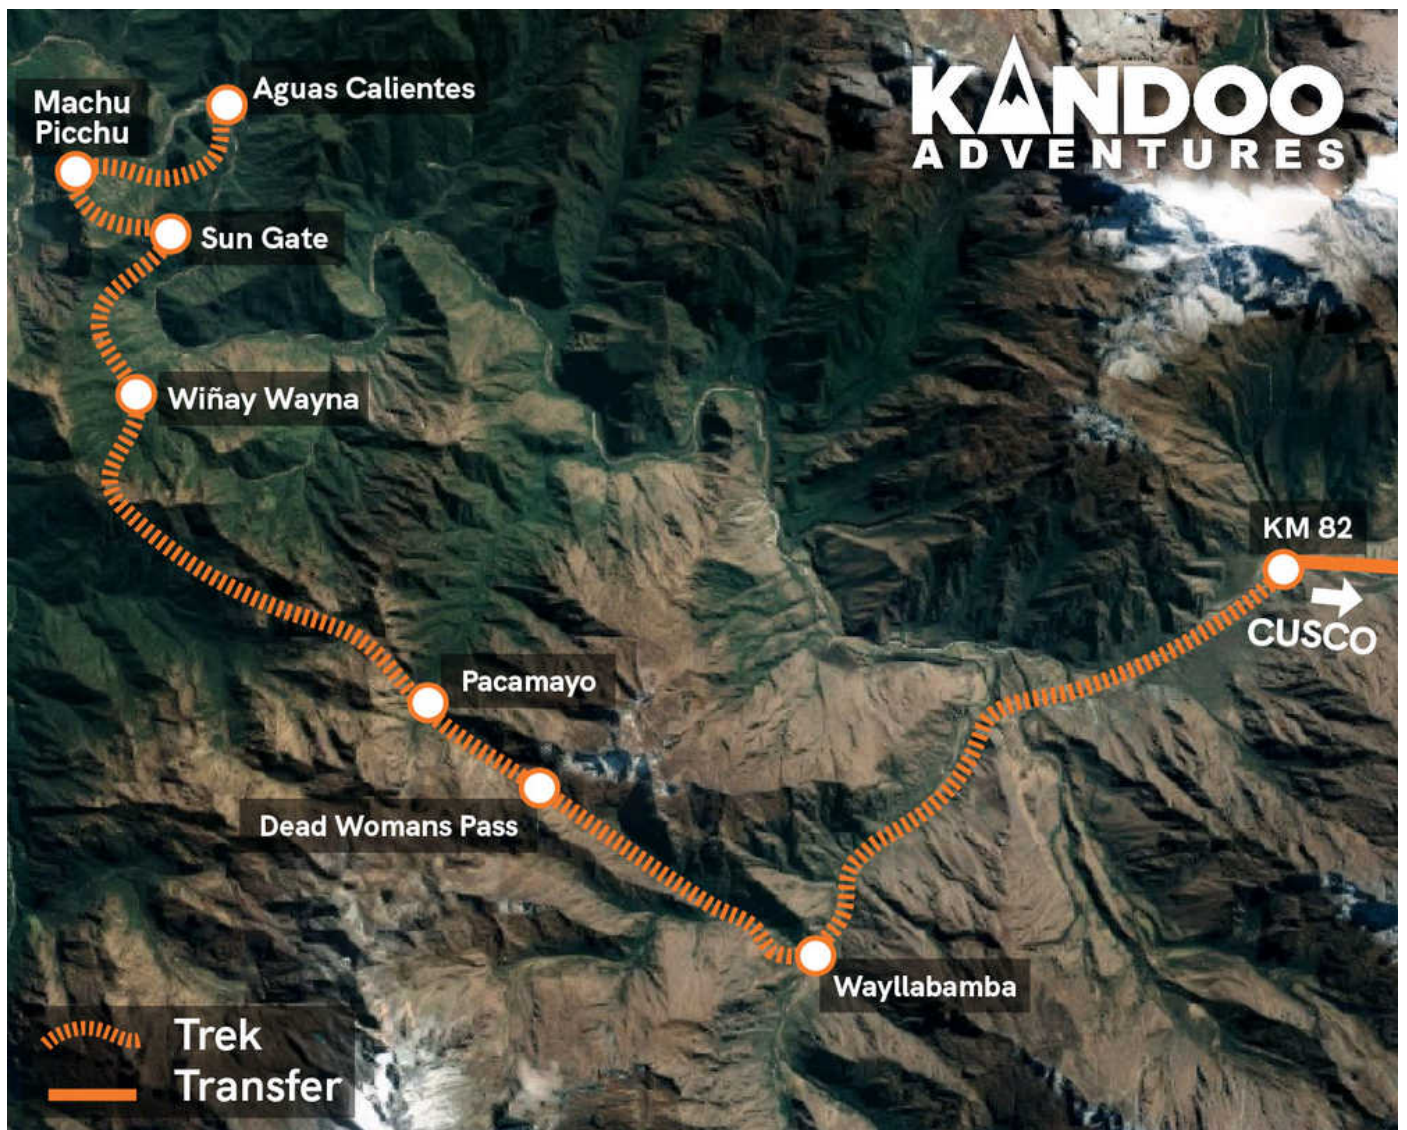 KANDOO
ADVENTURES
Aguas Calientes
Machu
Picchu
Sun Gate
Wiñay Wayna
KM 82
CUSCO
Pacamayo
Dead Womans Pass
Wayllabamba
Trek
Transfer